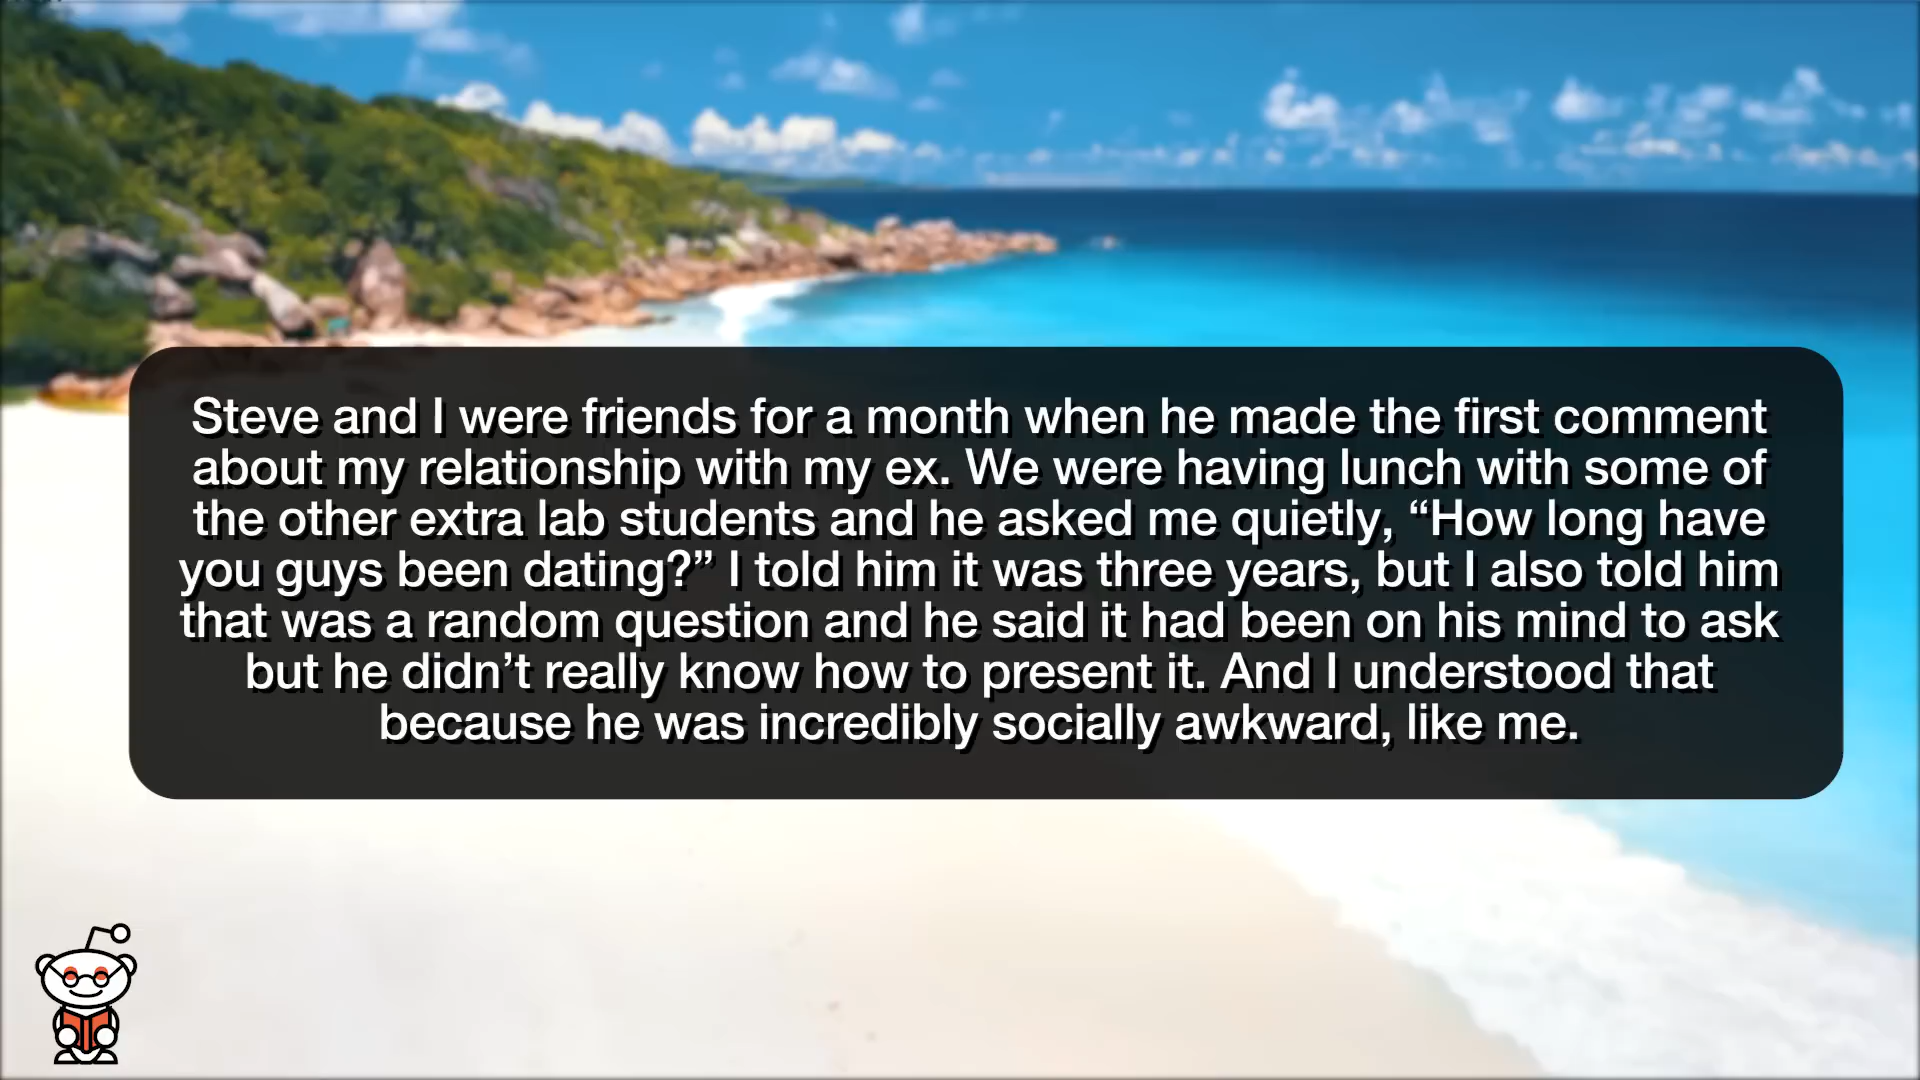 Steve and I were friends for a month when he made the first comment
about my relationship with my ex. We were having lunch with some of
the other extra lab students and he asked me quietly, “How long have
you guys been dating?” I told him it was three years, but I also told him
that was a random question and he said it had been on his mind to ask
but he didn’t really know how to present it. And I understood that
because he was incredibly socially awkward, like me.